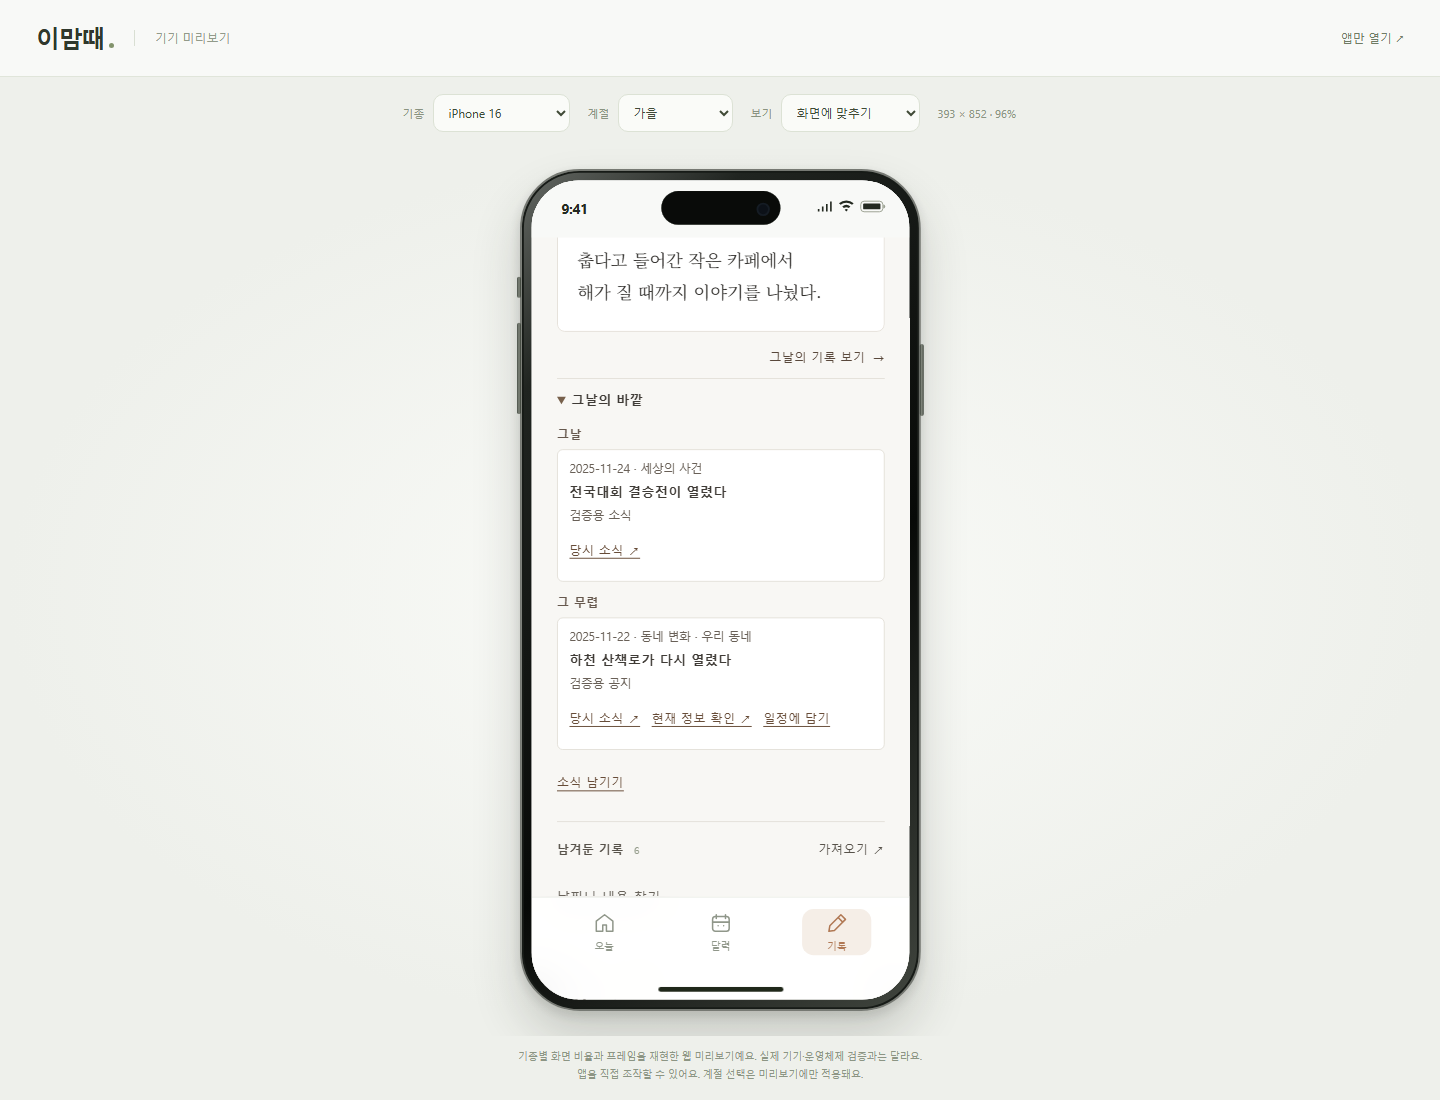 이맘때.
기기 미리보기
앱만 열기 ↗
기종 iPhone 16 계절 가을 보기 화면에 맞추기 393 × 852 · 96%
9:41
춥다고 들어간 작은 카페에서
해가 질 때까지 이야기를 나눴다.
그날의 기록 보기 →
▼ 그날의 바깥
그날
2025-11-24 · 세상의 사건
전국대회 결승전이 열렸다
검증용 소식
당시 소식 ↗
그 무렵
2025-11-22 · 동네 변화 · 우리 동네
하천 산책로가 다시 열렸다
검증용 공지
당시 소식 ↗ 현재 정보 확인 ↗ 일정에 담기
소식 남기기
남겨둔 기록 6 가져오기 ↗
오늘 달력 기록
기종별 화면 비율과 프레임을 재현한 웹 미리보기예요. 실제 기기·운영체제 검증과는 달라요.
앱을 직접 조작할 수 있어요. 계절 선택은 미리보기에만 적용돼요.